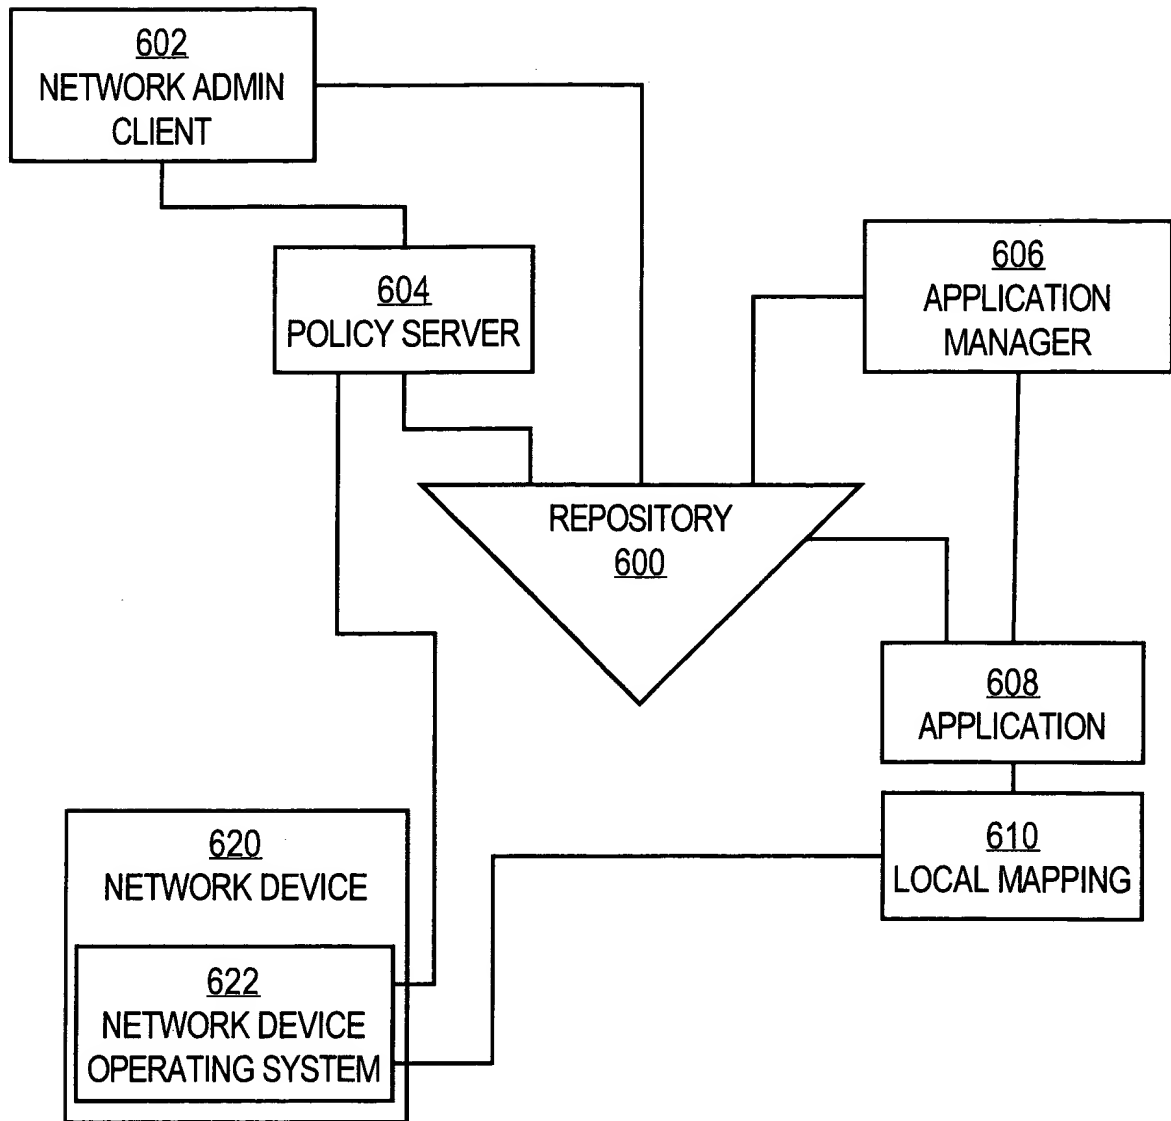 602
NETWORK ADMIN
CLIENT
604
POLICY SERVER
606
APPLICATION
MANAGER
REPOSITORY
600
608
APPLICATION
610
LOCAL MAPPING
620
NETWORK DEVICE
622
NETWORK DEVICE
OPERATING SYSTEM